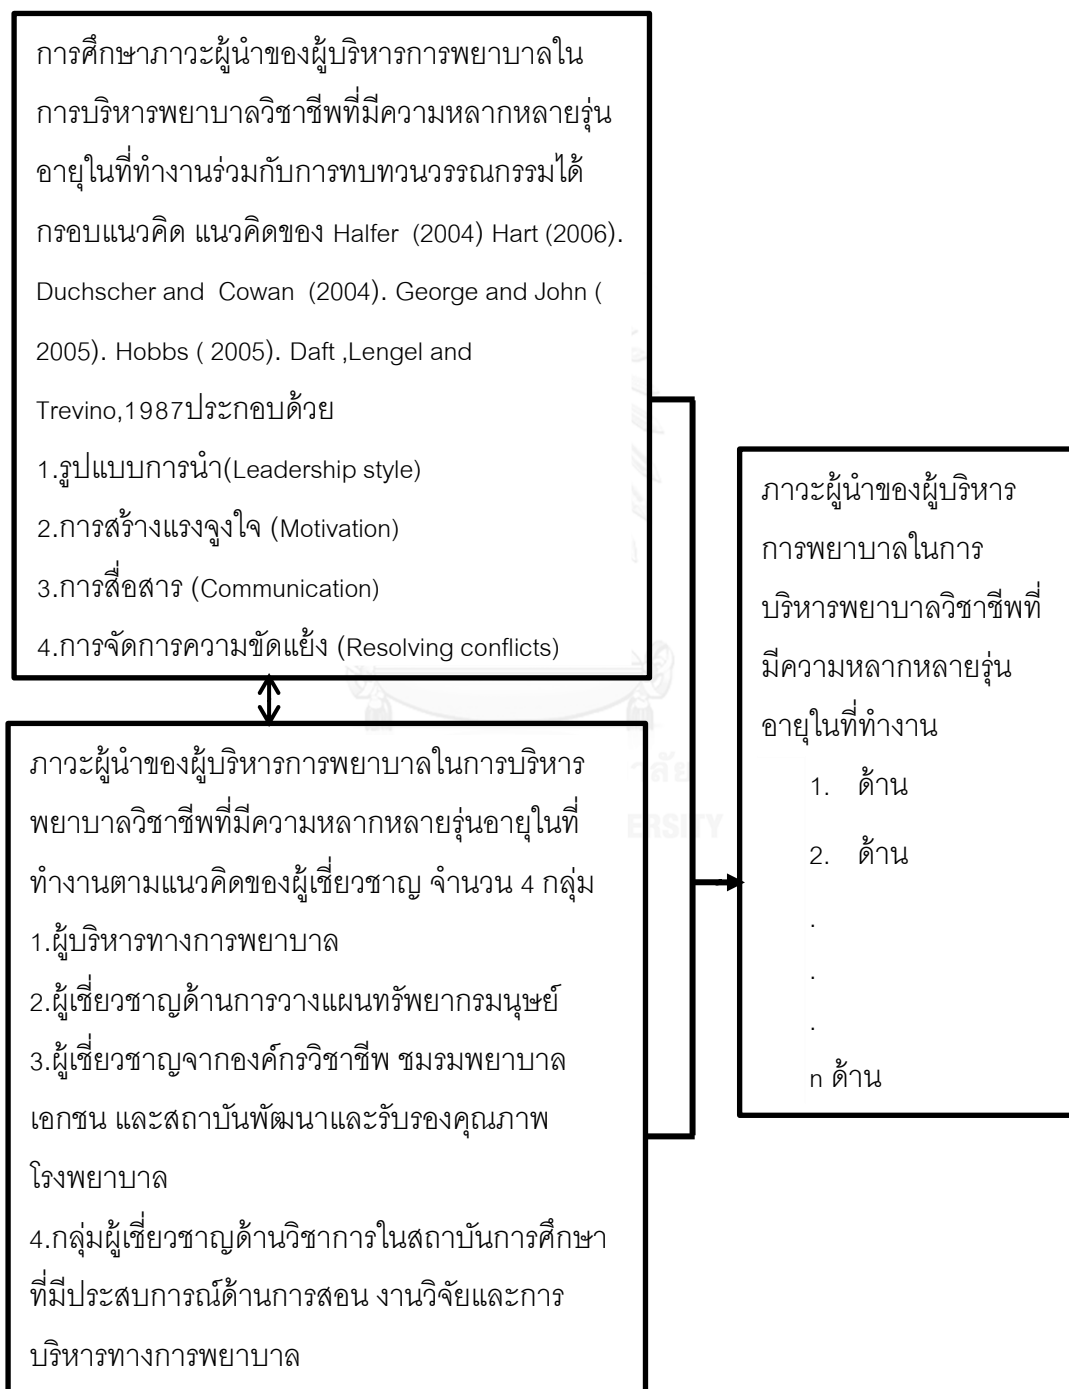 การศึกษาภาวะผู้นำของผู้บริหารการพยาบาลใน
การบริหารพยาบาลวิชาชีพที่มีความหลากหลายรุ่น
อายุในที่ทำงานร่วมกับการทบทวนวรรณกรรมได้
กรอบแนวคิด แนวคิดของ Halfer (2004) Hart (2006).
Duchscher and Cowan (2004). George and John (
2005). Hobbs ( 2005). Daft ,Lengel and
Trevino,1987ประกอบด้วย
1.รูปแบบการนำ(Leadership style)
2.การสร้างแรงจูงใจ (Motivation)
3.การสื่อสาร (Communication)
4.การจัดการความขัดแย้ง (Resolving conflicts)
ภาวะผู้นำของผู้บริหารการพยาบาลในการบริหาร
พยาบาลวิชาชีพที่มีความหลากหลายรุ่นอายุในที่
ทำงานตามแนวคิดของผู้เชี่ยวชาญ จำนวน 4 กลุ่ม
1.ผู้บริหารทางการพยาบาล
2.ผู้เชี่ยวชาญด้านการวางแผนทรัพยากรมนุษย์
3.ผู้เชี่ยวชาญจากองค์กรวิชาชีพ ชมรมพยาบาล
เอกชน และสถาบันพัฒนาและรับรองคุณภาพ
โรงพยาบาล
4.กลุ่มผู้เชี่ยวชาญด้านวิชาการในสถาบันการศึกษา
ที่มีประสบการณ์ด้านการสอน งานวิจัยและการ
บริหารทางการพยาบาล
ภาวะผู้นำของผู้บริหาร
การพยาบาลในการ
บริหารพยาบาลวิชาชีพที่
มีความหลากหลายรุ่น
อายุในที่ทำงาน
1. ด้าน
2. ด้าน
.
.
.
n ด้าน